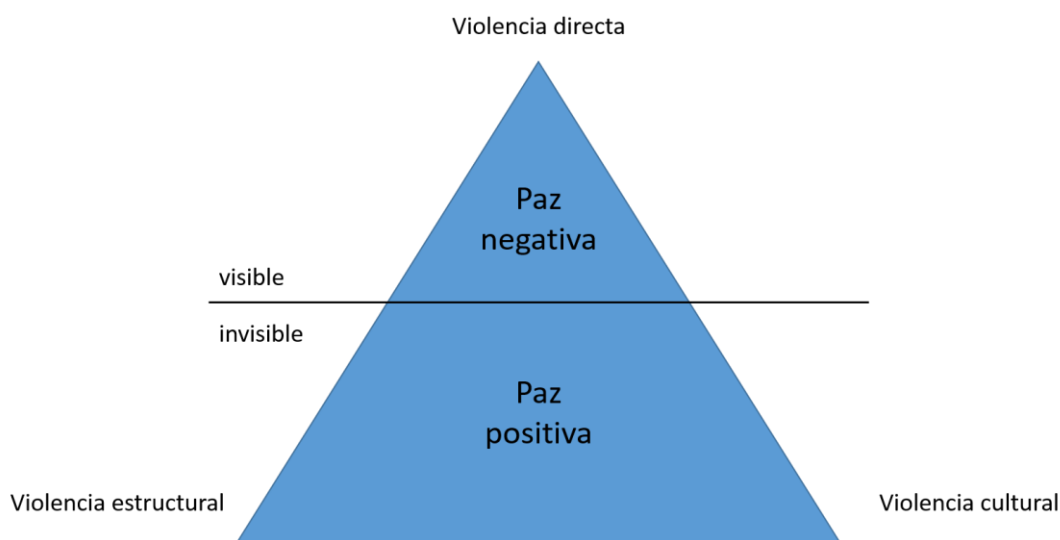 Violencia directa
Paz
negativa
visible
invisible
Paz
positiva
Violencia estructural
Violencia cultural